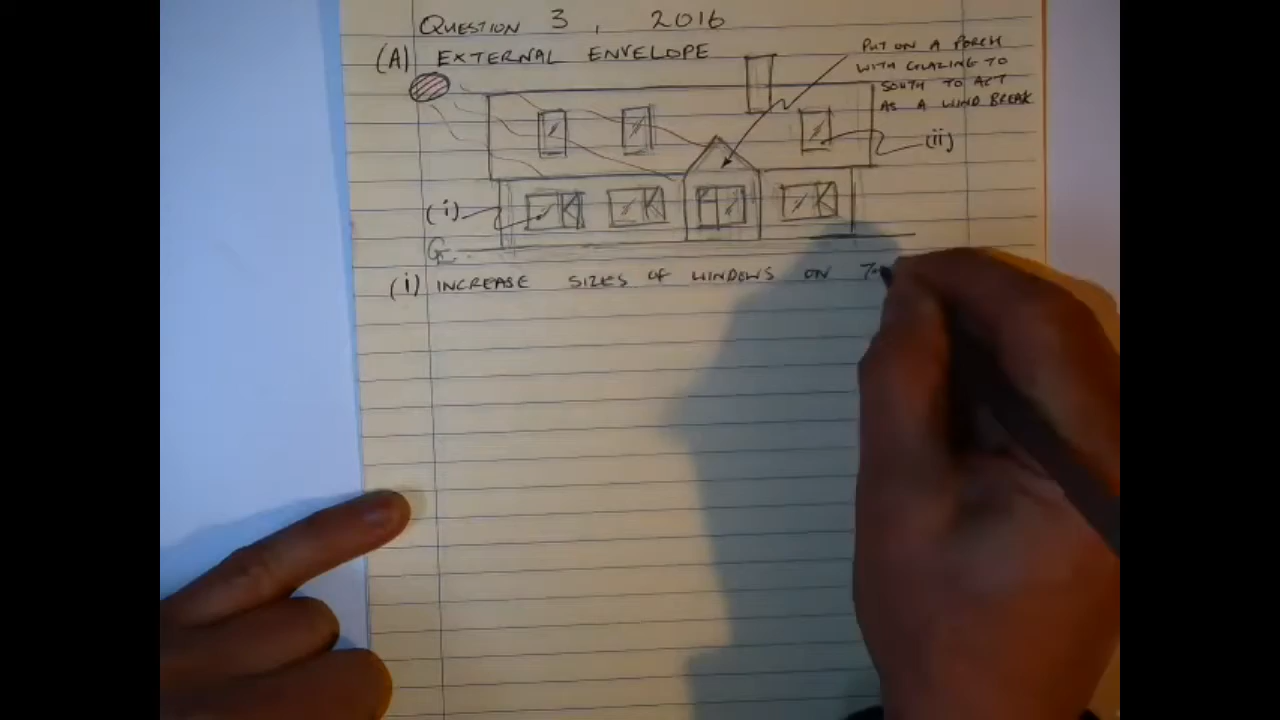 QUESTION 3, 2016
(A) EXTERNAL ENVELOPE
PUT ON A PORCH
WITH GLAZING TO
SOUTH TO ACT
AS A WIND BREAK
(ii)
(i)
GL
(i) INCREASE SIZES OF WINDOWS ON